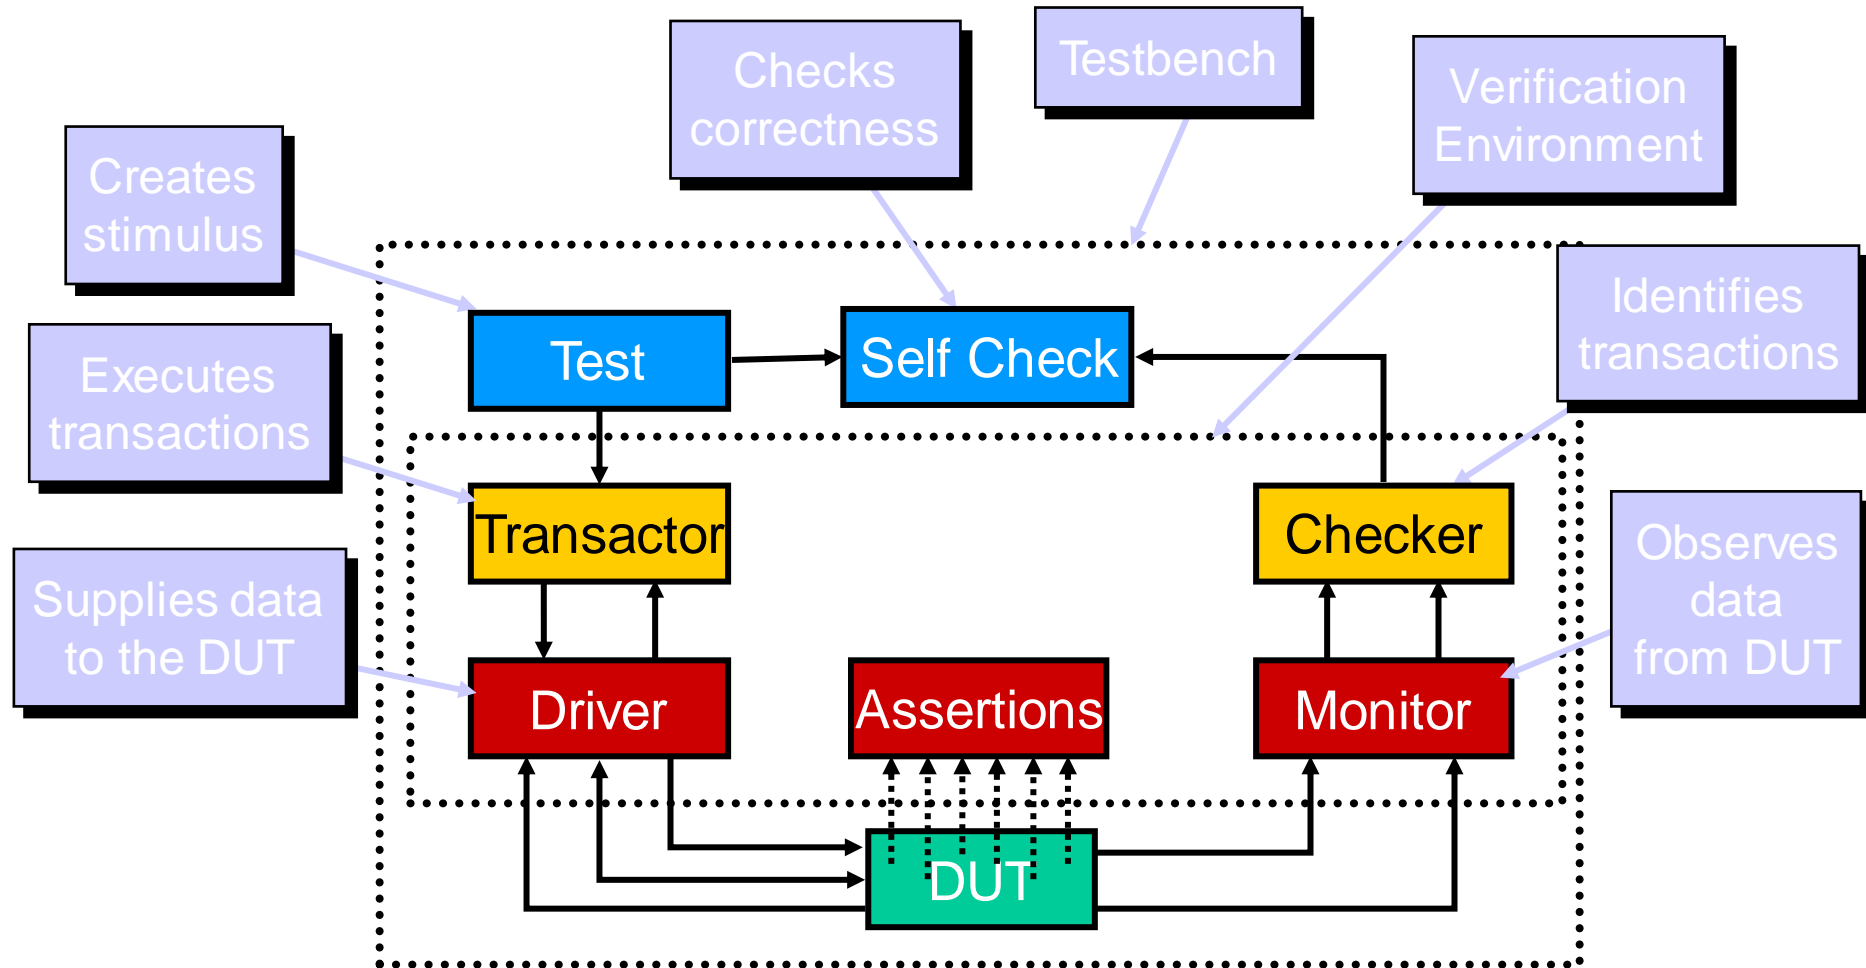 Checks
correctness
Testbench
Verification
Environment
Creates
stimulus
Identifies
transactions
Test
Self Check
Executes
transactions
Transactor
Checker
Observes
data
from DUT
Supplies data
to the DUT
Driver
Assertions
Monitor
DUT